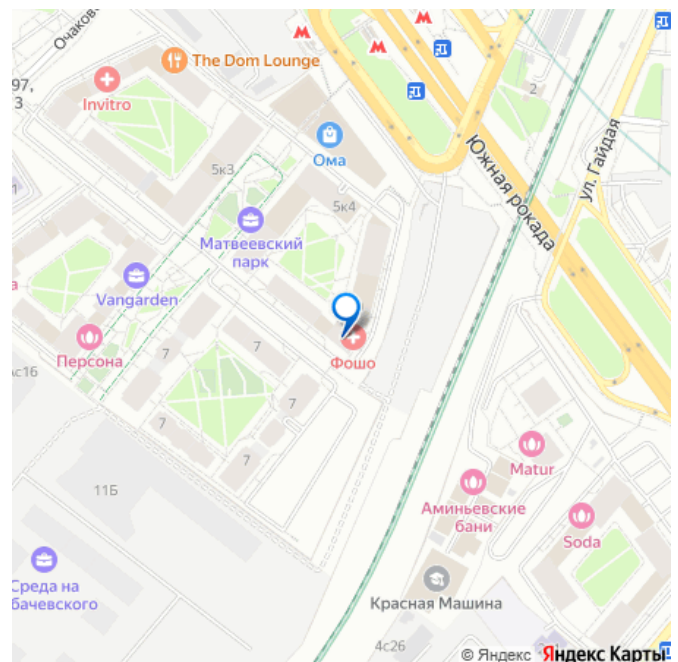 Очаково
The Dom Lounge
97,
3
Invitro
2
ул. Гайдая
Ома
Южная рокада
5к3
5к4
Матвеевский
парк
Vangarden
7
7
Фошо
Персона
4с16
7
7
7
Matur
11Б
Аминьевские
бани
Soda
Среда на
бачевского
Красная Машина
4с26
© Яндекс Яндекс Карты